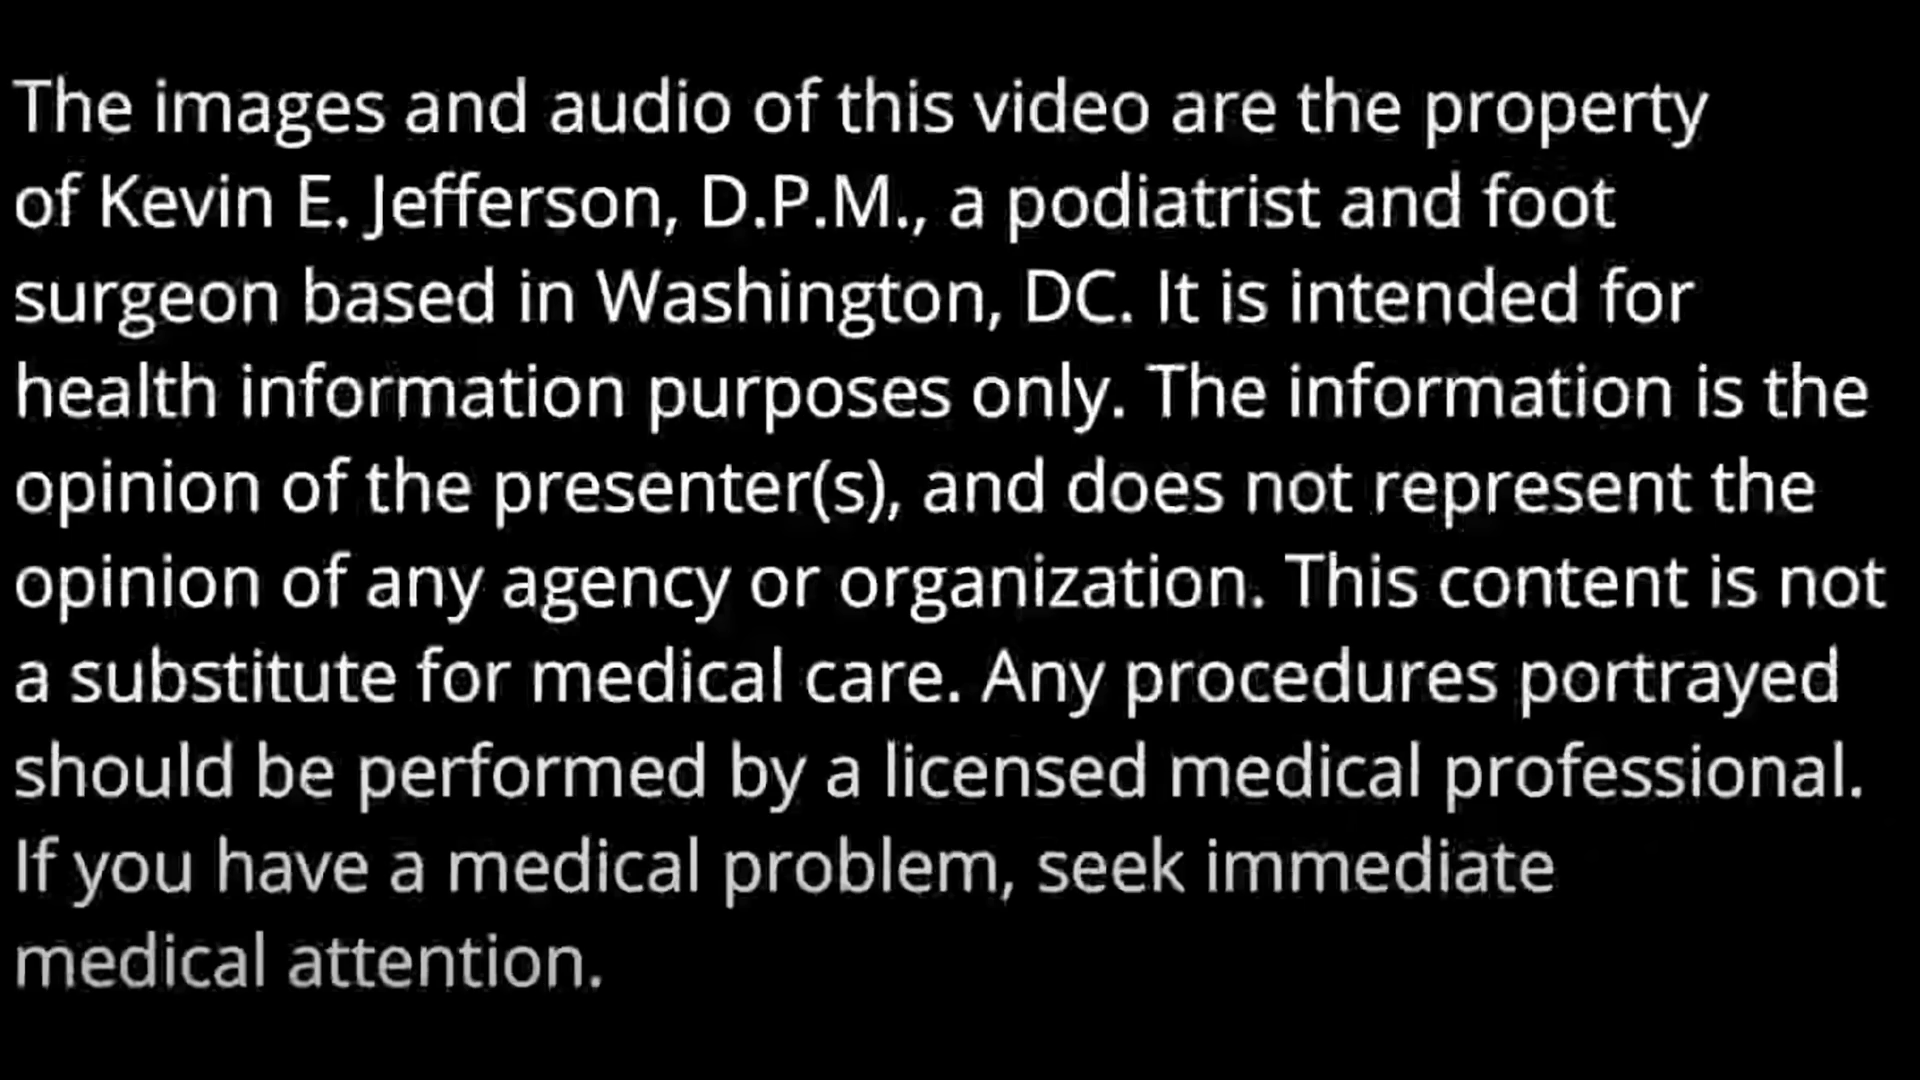 The images and audio of this video are the property
of Kevin E. Jefferson, D.P.M., a podiatrist and foot
surgeon based in Washington, DC. It is intended for
health information purposes only. The information is the
opinion of the presenter(s), and does not represent the
opinion of any agency or organization. This content is not
a substitute for medical care. Any procedures portrayed
should be performed by a licensed medical professional.
If you have a medical problem, seek immediate
medical attention.